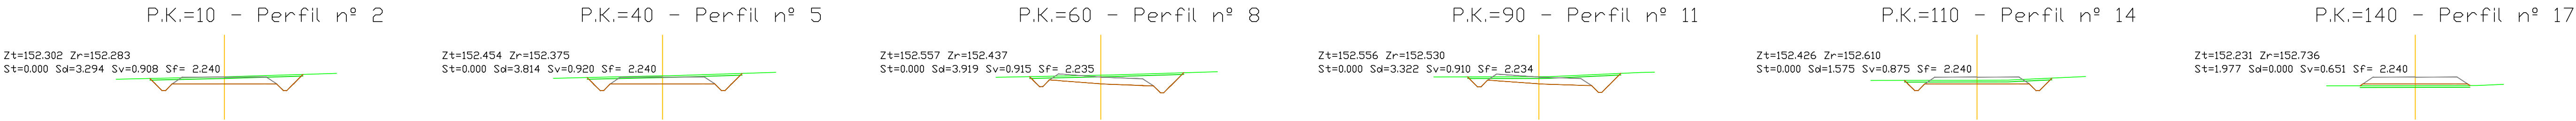 P.K.=10 - Perfil nº 2
Zt=152.302 Zr=152.283
St=0.000 Sd=3.294 Sv=0.908 Sf= 2.240
P.K.=40 - Perfil nº 5
Zt=152.454 Zr=152.375
St=0.000 Sd=3.814 Sv=0.920 Sf= 2.240
P.K.=60 - Perfil nº 8
Zt=152.557 Zr=152.437
St=0.000 Sd=3.919 Sv=0.915 Sf= 2.235
P.K.=90 - Perfil nº 11
Zt=152.556 Zr=152.530
St=0.000 Sd=3.322 Sv=0.910 Sf= 2.234
P.K.=110 - Perfil nº 14
Zt=152.426 Zr=152.610
St=0.000 Sd=1.575 Sv=0.875 Sf= 2.240
P.K.=140 - Perfil nº 17
Zt=152.231 Zr=152.736
St=1.977 Sd=0.000 Sv=0.651 Sf= 2.240